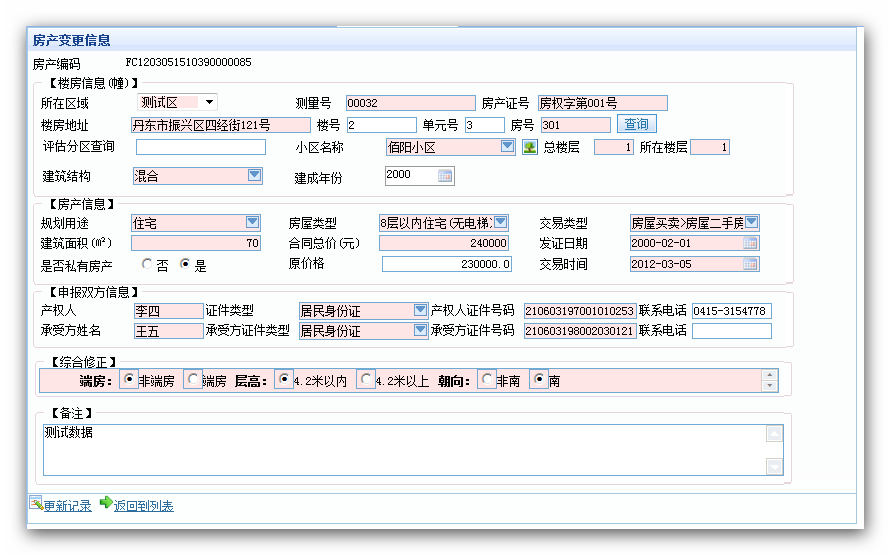 房产变更信息
房产编码 FC1203051510390000085
【楼房信息(幢)】
所在区域 测试区 测量号 00032 房产证号 房权字第001号
楼房地址 丹东市振兴区四经街121号 楼号 2 单元号 3 房号 301 查询
评估分区查询 小区名称 佰阳小区 总楼层 1 所在楼层 1
建筑结构 混合 建成年份 2000
【房产信息】
规划用途 住宅 房屋类型 8层以内住宅(无电梯) 交易类型 房屋买卖>房屋二手房
建筑面积(㎡) 70 合同总价(元) 240000 发证日期 2000-02-01
是否私有房产 否 是 原价格 230000.0 交易时间 2012-03-05
【申报双方信息】
产权人 李四 证件类型 居民身份证 产权人证件号码 210603197001010253 联系电话 0415-3154778
承受方姓名 王五 承受方证件类型 居民身份证 承受方证件号码 210603198002030121 联系电话
【综合修正】
端房: 非端房 端房 层高: 4.2米以内 4.2米以上 朝向: 非南 南
【备注】
测试数据
更新记录 返回到列表